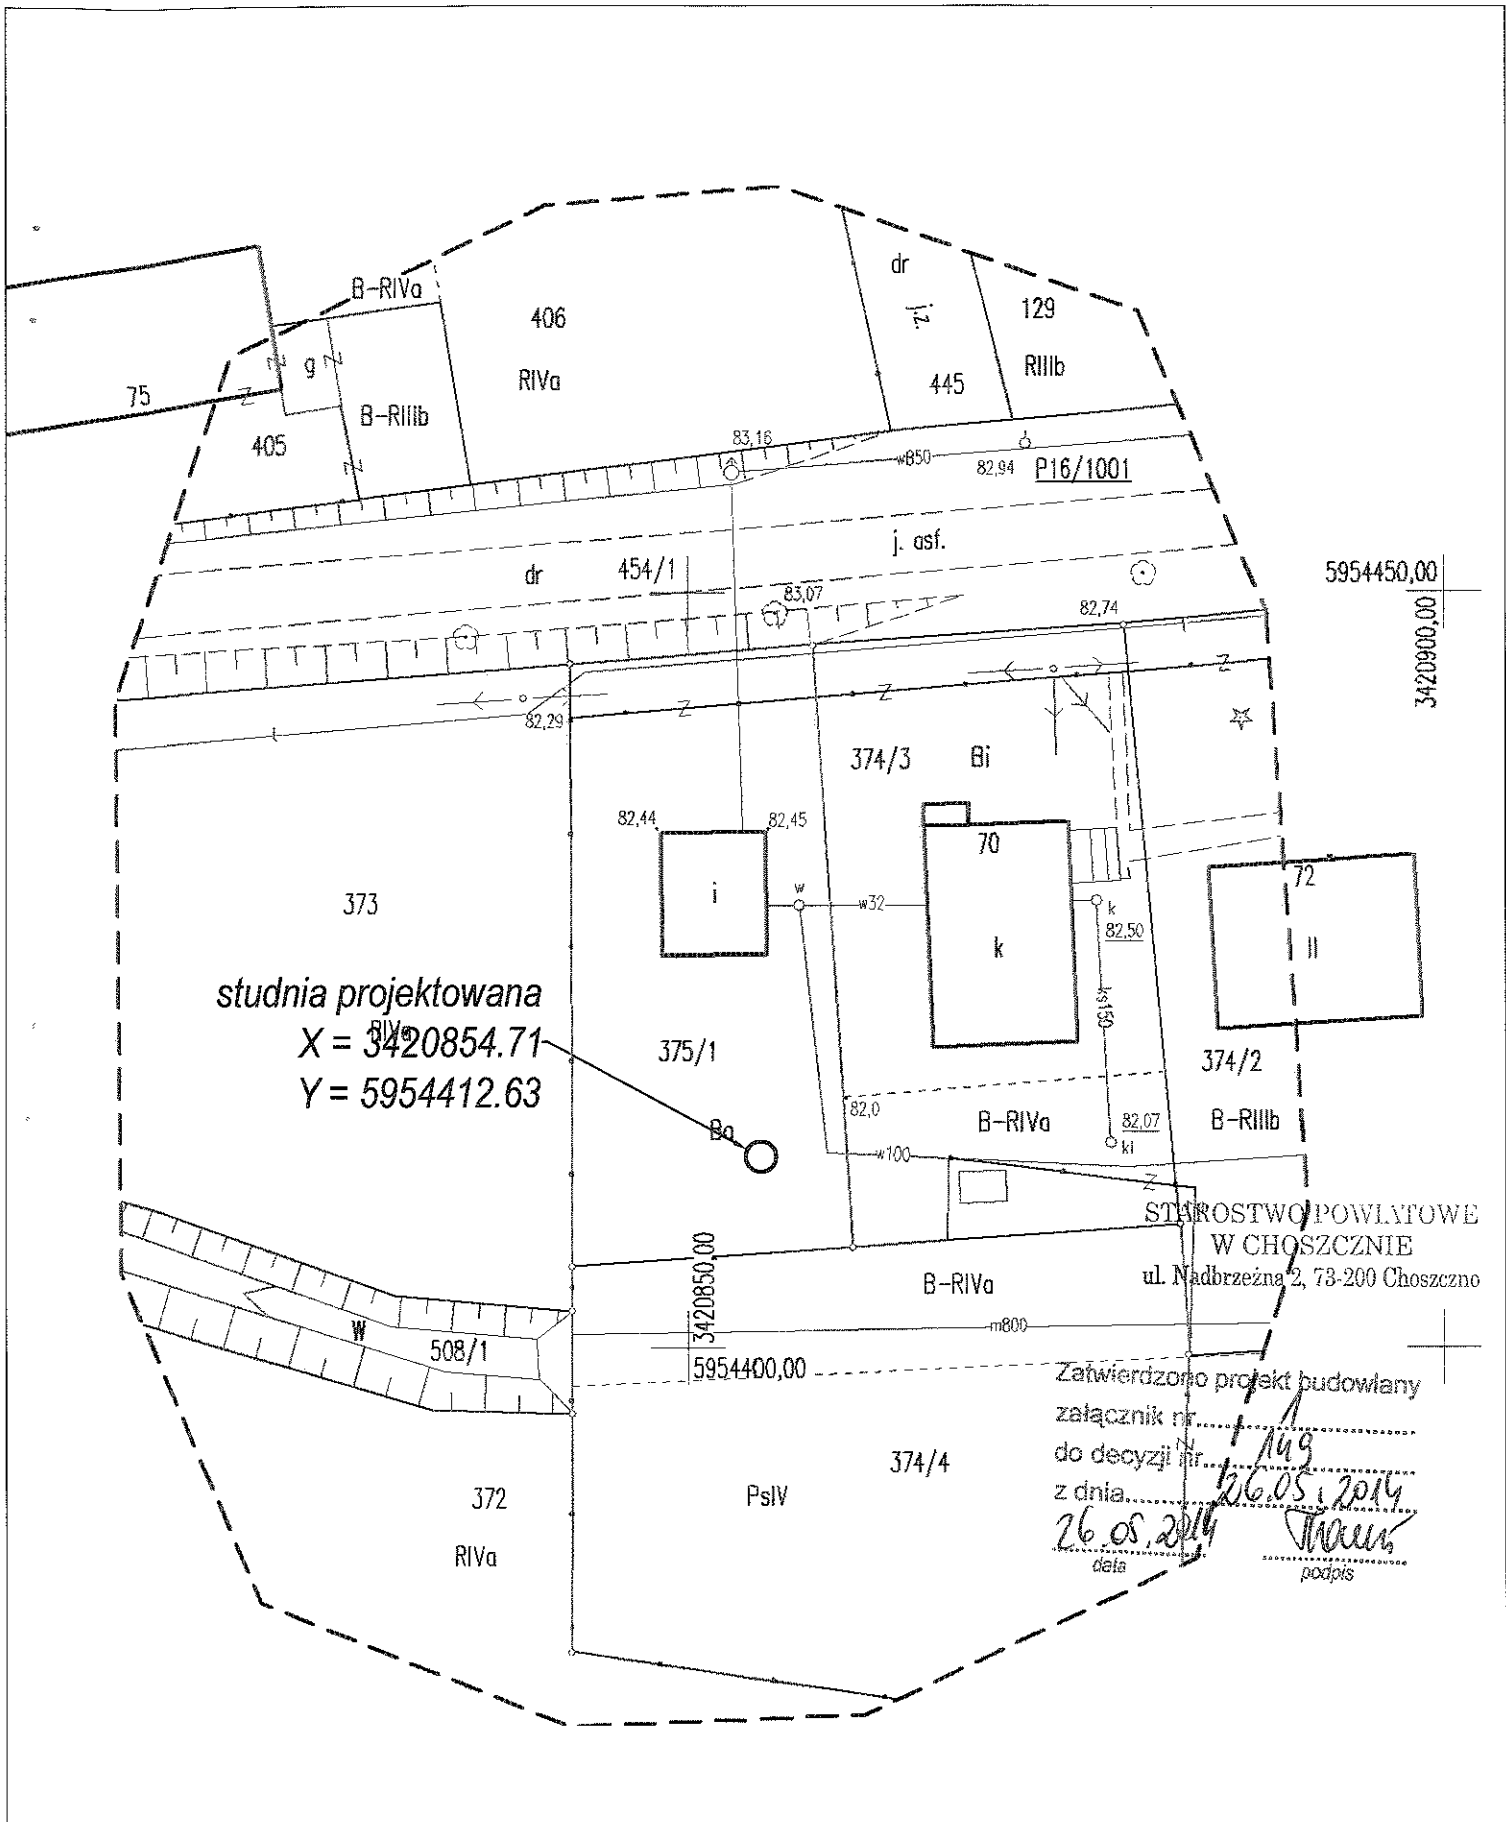 B-RIVa
406
RIVa
dr
j.z.
129
RIIIb
445
75
g
B-RIIIb
405
83,16
wB50
82,94
P16/1001
j. asf.
dr
454/1
83,07
82,74
5954450,00
3420900,00
Z
Z
Z
Z
Z
Z
Z
82,29
374/3
Bi
82,44
82,45
70
i
w
w32
k
k
82,50
72
II
373
ks150
studnia projektowana
RIVa
X = 3420854.71
Y = 5954412.63
375/1
374/2
82,0
B-RIVa
82,07
ki
B-RIIIb
Ba
w100
Z
STAROSTWO POWIATOWE
W CHOSZCZNIE
ul. Nadbrzeżna 2, 73-200 Choszczno
3420850,00
B-RIVa
W
508/1
m800
5954400,00
Zatwierdzono projekt budowlany
załącznik nr 1
do decyzji nr 149
z dnia 26.05.2014
26.05.2014
data
podpis
374/4
Z
372
PsIV
RIVa